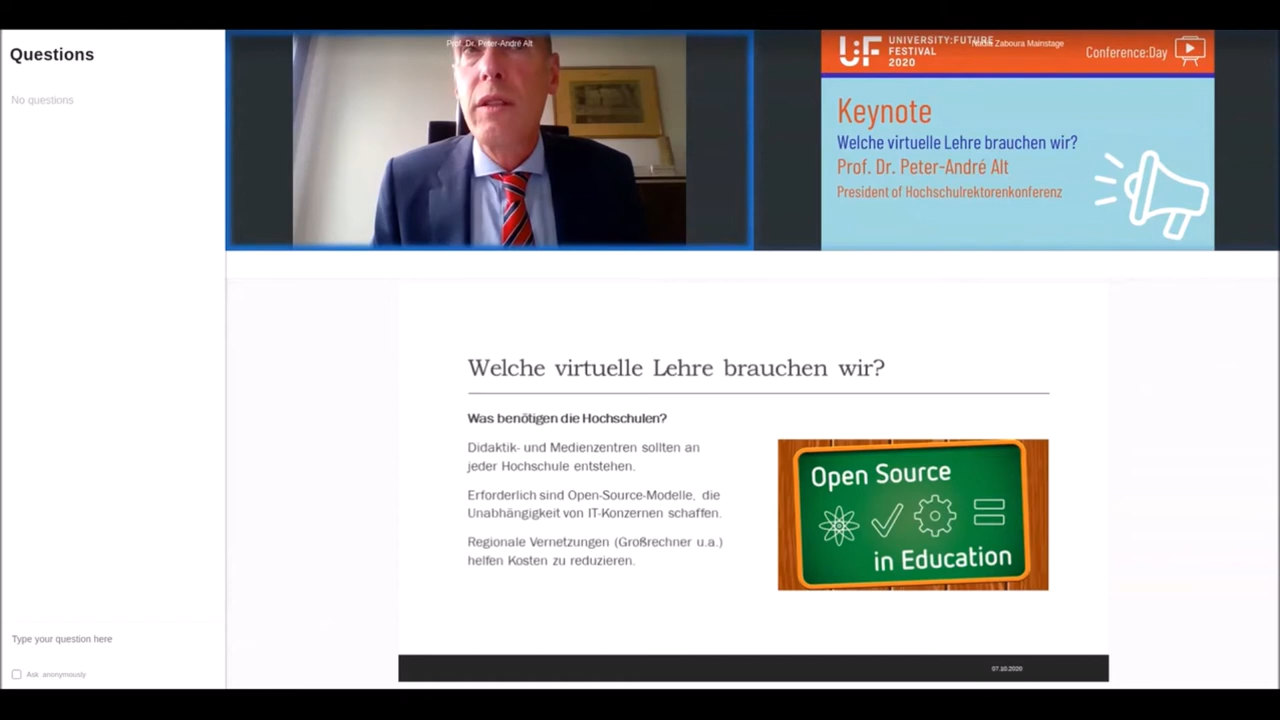 Questions
No questions
Type your question here
Ask anonymously
Prof. Dr. Peter-André Alt
UNIVERSITY:FUTURE
FESTIVAL
2020
Nadia Zaboura Mainstage
Conference:Day
Keynote
Welche virtuelle Lehre brauchen wir?
Prof. Dr. Peter-André Alt
President of Hochschulrektorenkonferenz
Welche virtuelle Lehre brauchen wir?
Was benötigen die Hochschulen?
Didaktik- und Medienzentren sollten an
jeder Hochschule entstehen.
Erforderlich sind Open-Source-Modelle, die
Unabhängigkeit von IT-Konzernen schaffen.
Regionale Vernetzungen (Großrechner u.a.)
helfen Kosten zu reduzieren.
Open Source
in Education
07.10.2020